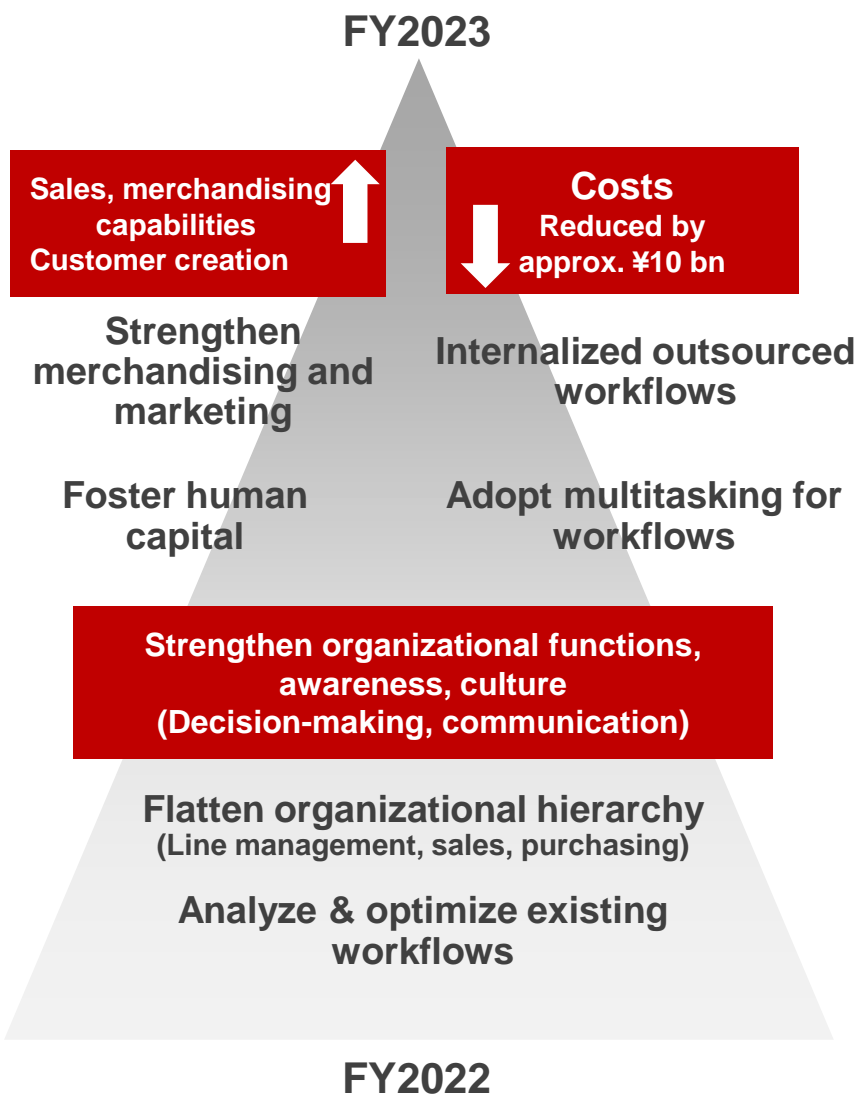 FY2023
Sales, merchandising
capabilities
Customer creation
Costs
Reduced by
approx. ¥10 bn
Strengthen
merchandising and
marketing
Internalized outsourced
workflows
Foster human
capital
Adopt multitasking for
workflows
Strengthen organizational functions,
awareness, culture
(Decision-making, communication)
Flatten organizational hierarchy
(Line management, sales, purchasing)
Analyze & optimize existing
workflows
FY2022